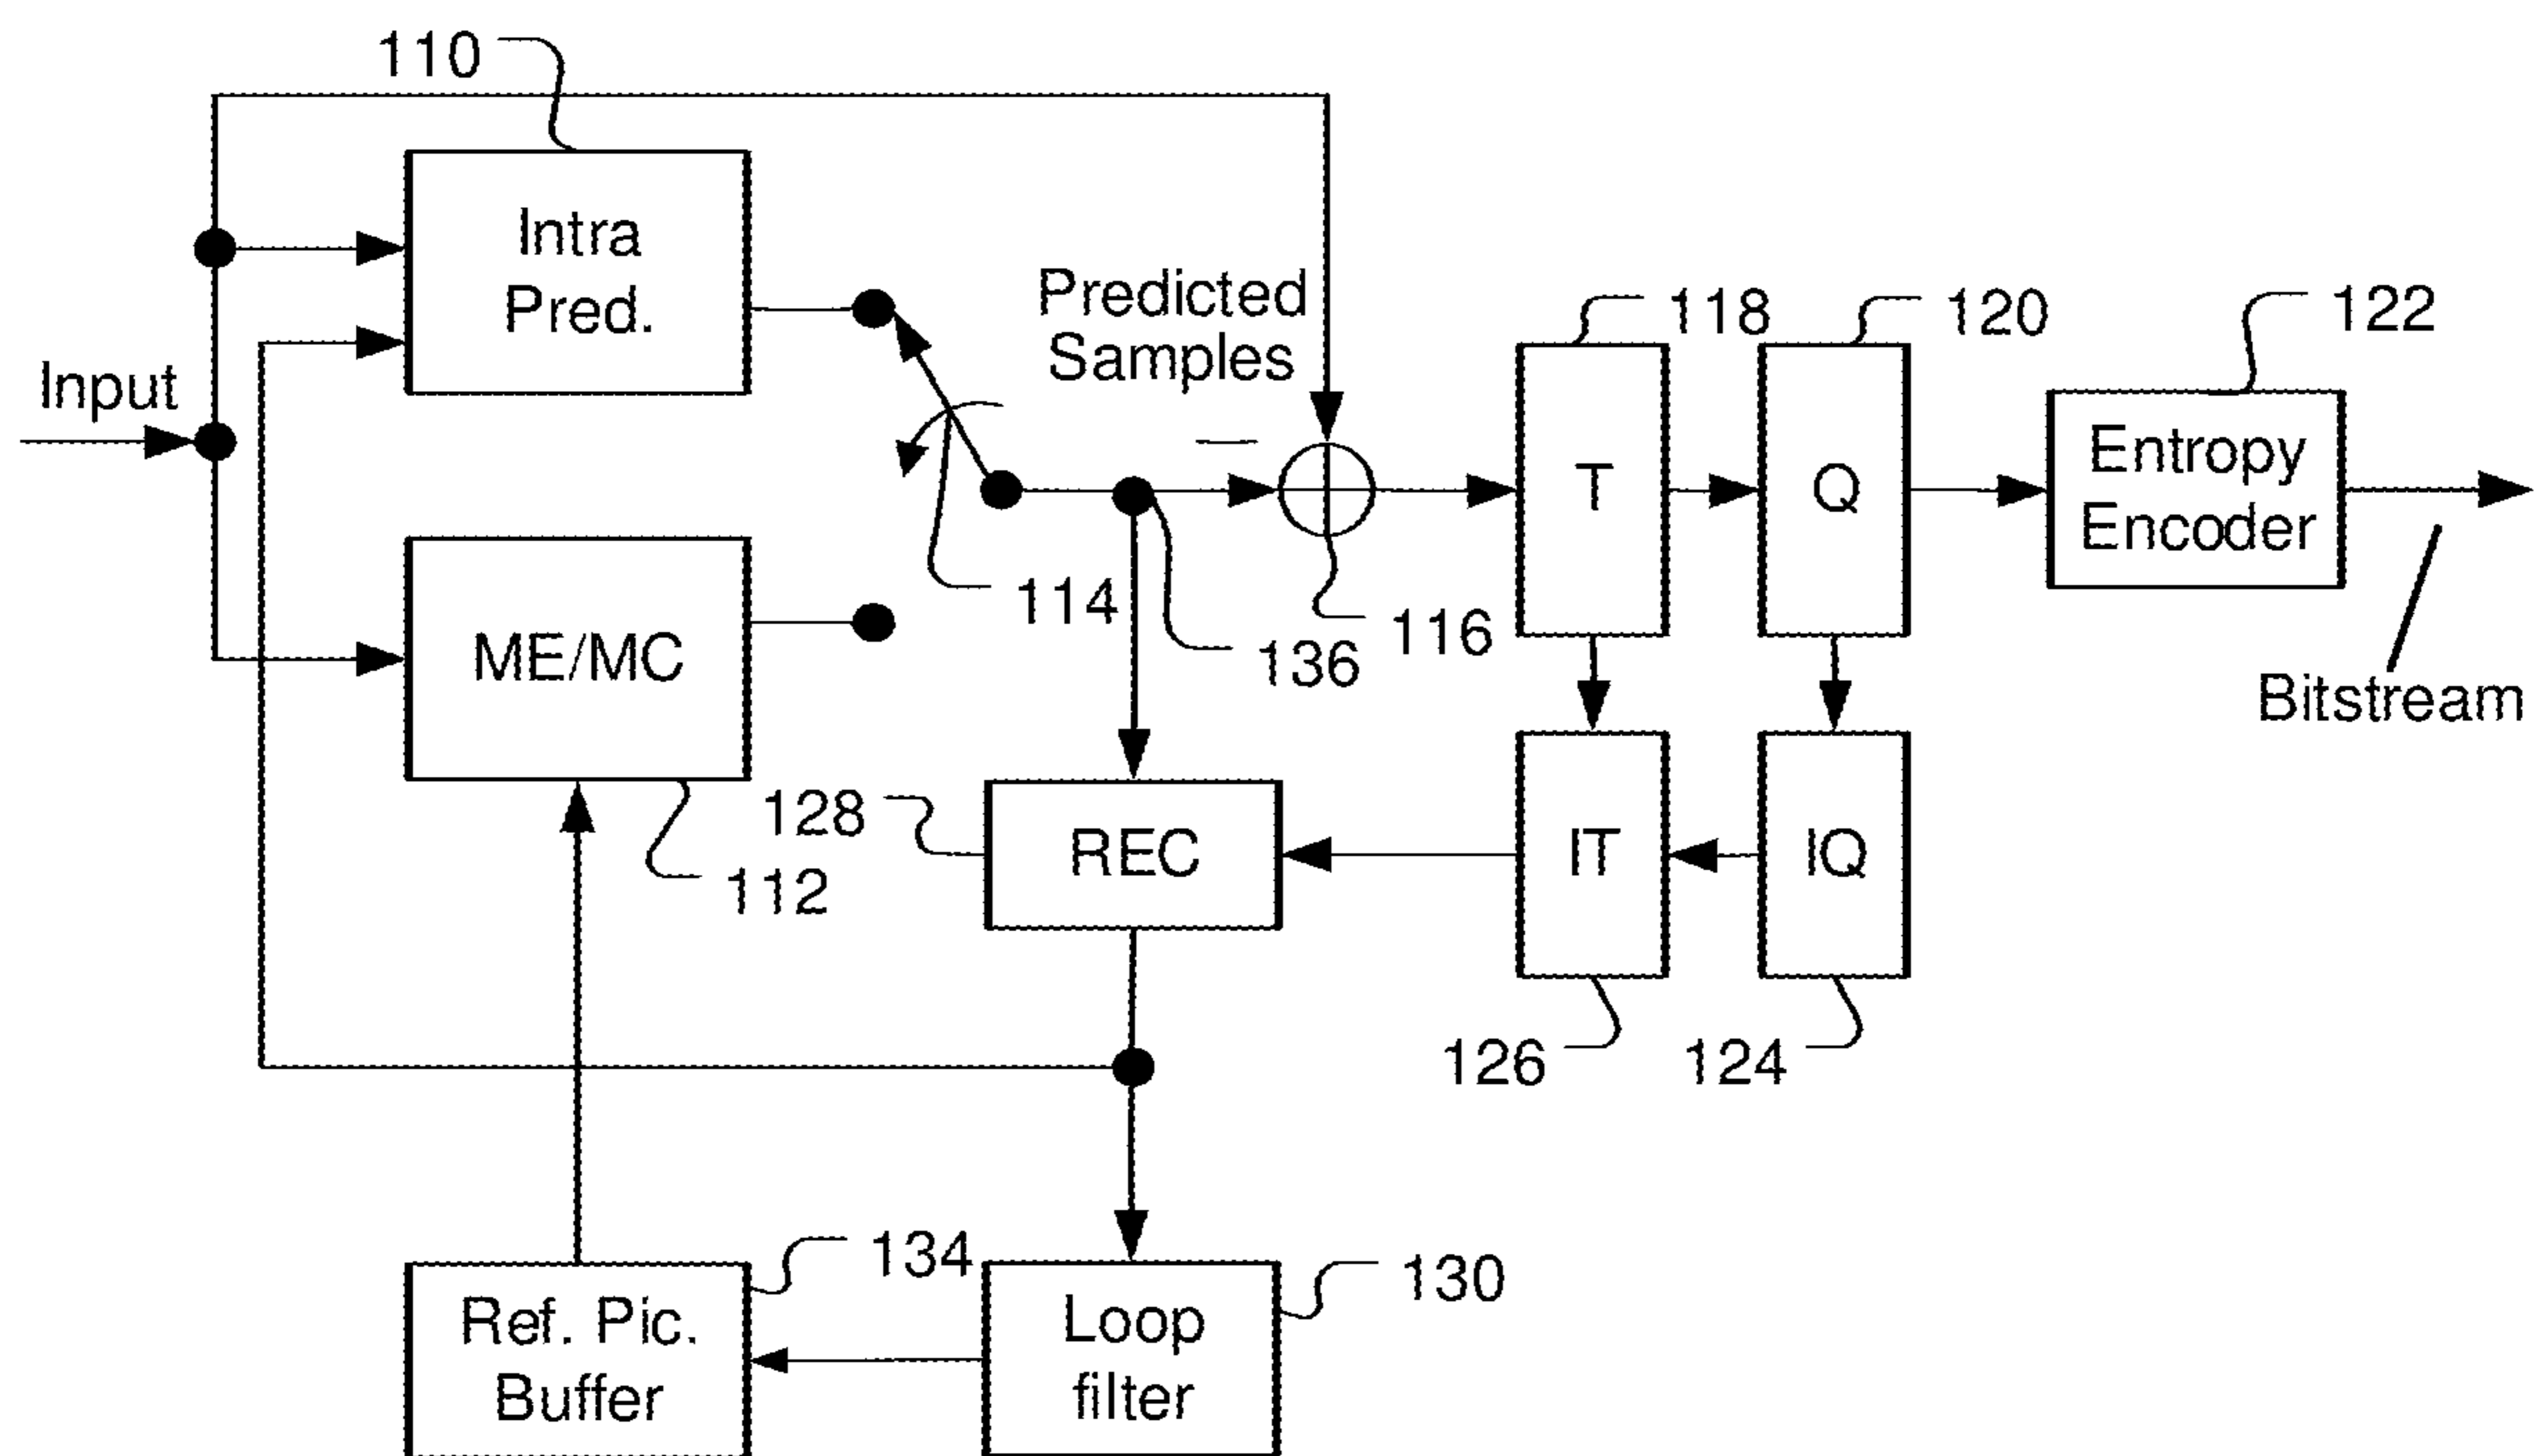 110
Intra
Pred.
Input
Predicted
Samples
118
120
122
T
Q
Entropy
Encoder
114
136
116
ME/MC
Bitstream
128
REC
IT
IQ
112
126
124
134
130
Ref. Pic.
Buffer
Loop
filter